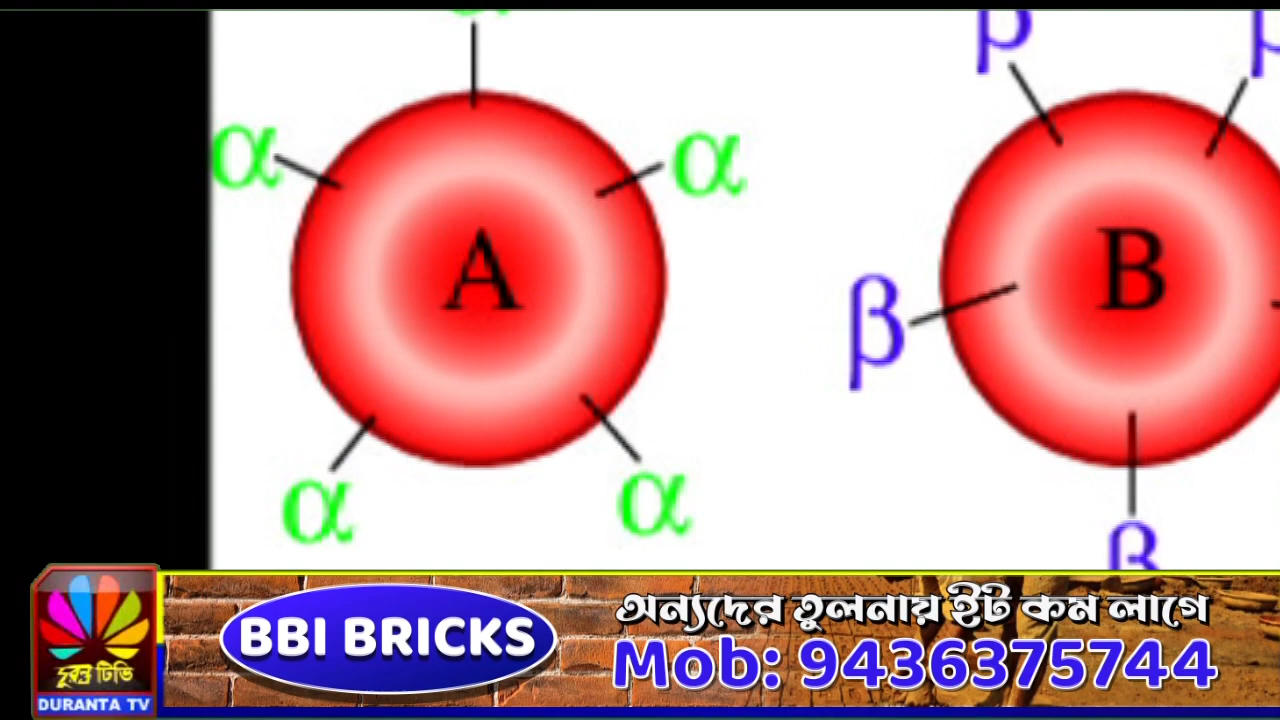 α
β
β
α
α
A
B
β
α
α
β
BBI BRICKS
অন্যদের তুলনায় ইট কম লাগে
Mob: 9436375744
দুরন্ত টিভি
DURANTA TV